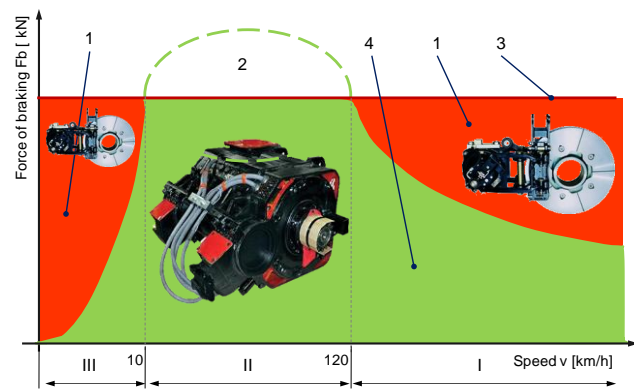 Force of braking Fb [ kN]
1
2
4
1
3
10
120
Speed v [km/h]
III
II
I